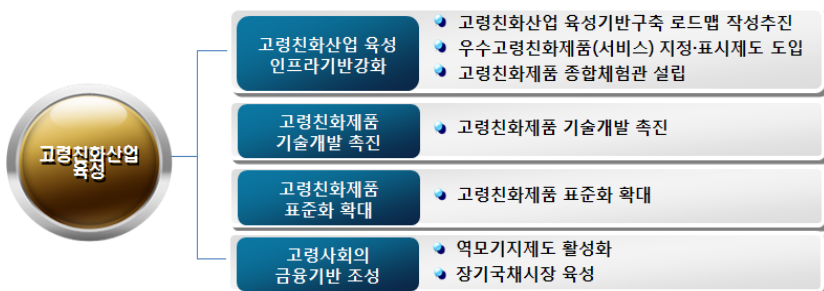 고령친화산업
육성
고령친화산업 육성
인프라기반강화
고령친화산업 육성기반구축 로드맵 작성추진
우수고령친화제품(서비스) 지정·표시제도 도입
고령친화제품 종합체험관 설립
고령친화제품
기술개발 촉진
고령친화제품 기술개발 촉진
고령친화제품
표준화 확대
고령친화제품 표준화 확대
고령사회의
금융기반 조성
역모기지제도 활성화
장기국채시장 육성